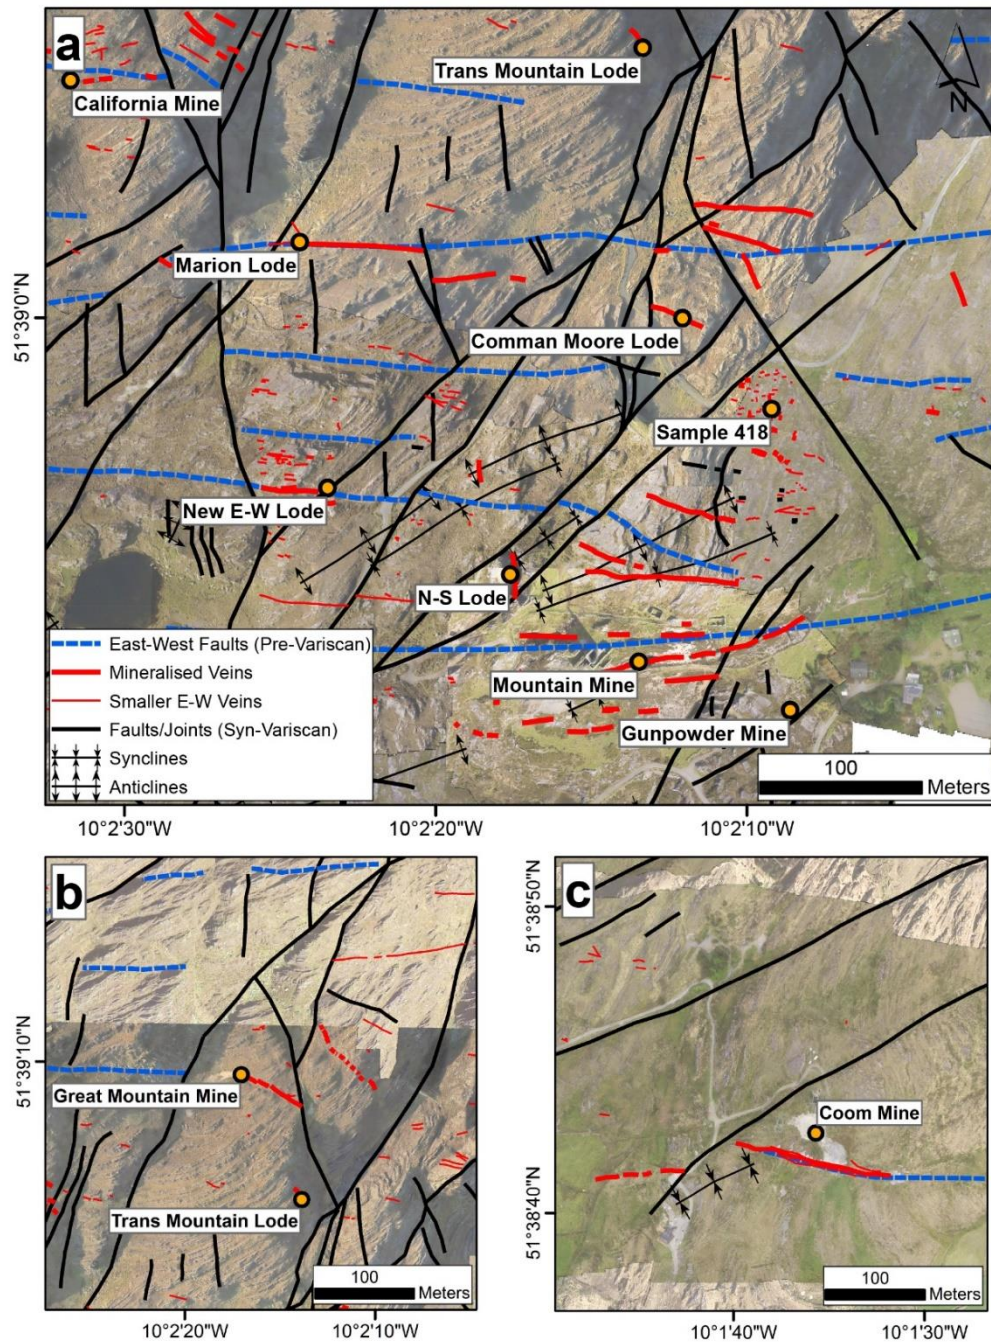 a
Trans Mountain Lode
California Mine
N
Marion Lode
51°39'0"N
Comman Moore Lode
Sample 418
New E-W Lode
N-S Lode
East-West Faults (Pre-Variscan)
Mineralised Veins
Smaller E-W Veins
Faults/Joints (Syn-Variscan)
Synclines
Anticlines
Mountain Mine
Gunpowder Mine
100
Meters
10°2'30"W
10°2'20"W
10°2'10"W
b
51°39'10"N
Great Mountain Mine
Trans Mountain Lode
100
Meters
10°2'20"W
10°2'10"W
c
51°38'50"N
Coom Mine
51°38'40"N
100
Meters
10°1'40"W
10°1'30"W